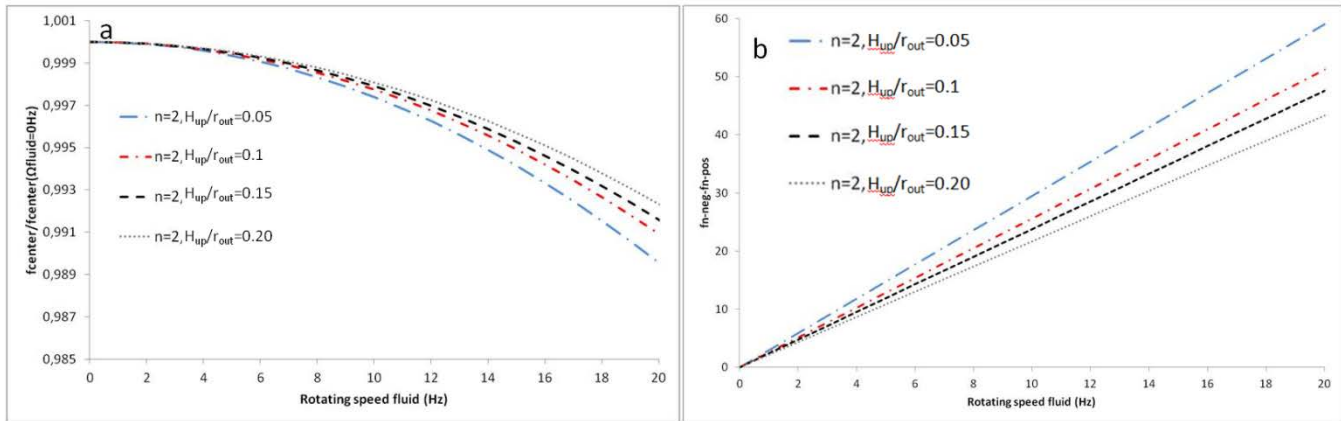 a
1,001
0,999
0,997
0,995
0,993
0,991
0,989
0,987
0,985
fcenter/fcenter(Ωfluid=0Hz)
n=2,Hup/rout=0.05
n=2,Hup/rout=0.1
n=2,Hup/rout=0.15
n=2,Hup/rout=0.20
0 2 4 6 8 10 12 14 16 18 20
Rotating speed fluid (Hz)
b
60
50
40
30
20
10
0
fn-neg-fn-pos
n=2,Hup/rout=0.05
n=2,Hup/rout=0.1
n=2,Hup/rout=0.15
n=2,Hup/rout=0.20
0 2 4 6 8 10 12 14 16 18 20
Rotating speed fluid (Hz)